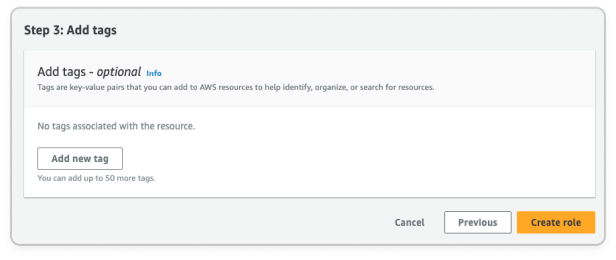 Step 3: Add tags
Add tags - optional Info
Tags are key-value pairs that you can add to AWS resources to help identify, organize, or search for resources.
No tags associated with the resource.
Add new tag
You can add up to 50 more tags.
Cancel Previous Create role